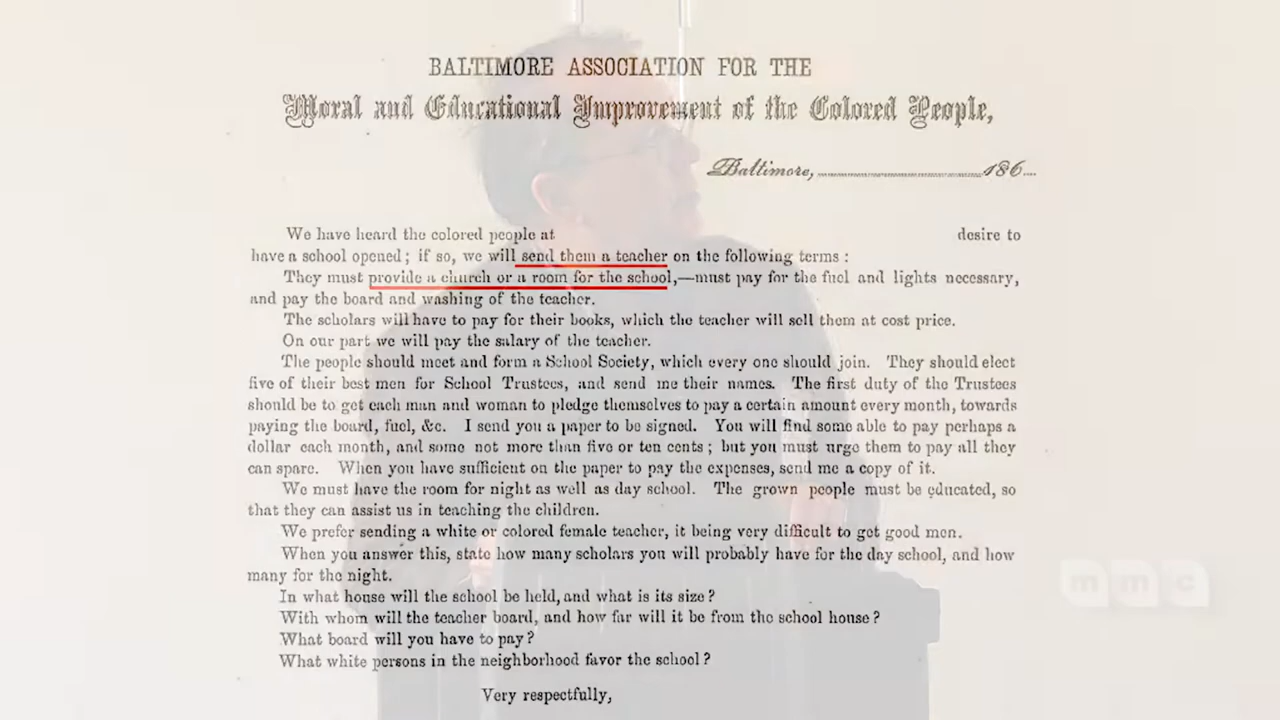 BALTIMORE ASSOCIATION FOR THE
Moral and Educational Improvement of the Colored People,
Baltimore, 186
We have heard the colored people at desire to
have a school opened; if so, we will send them a teacher on the following terms:
They must provide a church or a room for the school,—must pay for the fuel and lights necessary,
and pay the board and washing of the teacher.
The scholars will have to pay for their books, which the teacher will sell them at cost price.
On our part we will pay the salary of the teacher.
The people should meet and form a School Society, which every one should join. They should elect
five of their best men for School Trustees, and send me their names. The first duty of the Trustees
should be to get each man and woman to pledge themselves to pay a certain amount every month, towards
paying the board, fuel, &c. I send you a paper to be signed. You will find some able to pay perhaps a
dollar each month, and some not more than five or ten cents; but you must urge them to pay all they
can spare. When you have sufficient on the paper to pay the expenses, send me a copy of it.
We must have the room for night as well as day school. The grown people must be educated, so
that they can assist us in teaching the children.
We prefer sending a white or colored female teacher, it being very difficult to get good men.
When you answer this, state how many scholars you will probably have for the day school, and how
many for the night.
In what house will the school be held, and what is its size?
With whom will the teacher board, and how far will it be from the school house?
What board will you have to pay?
What white persons in the neighborhood favor the school?
Very respectfully,
mmc